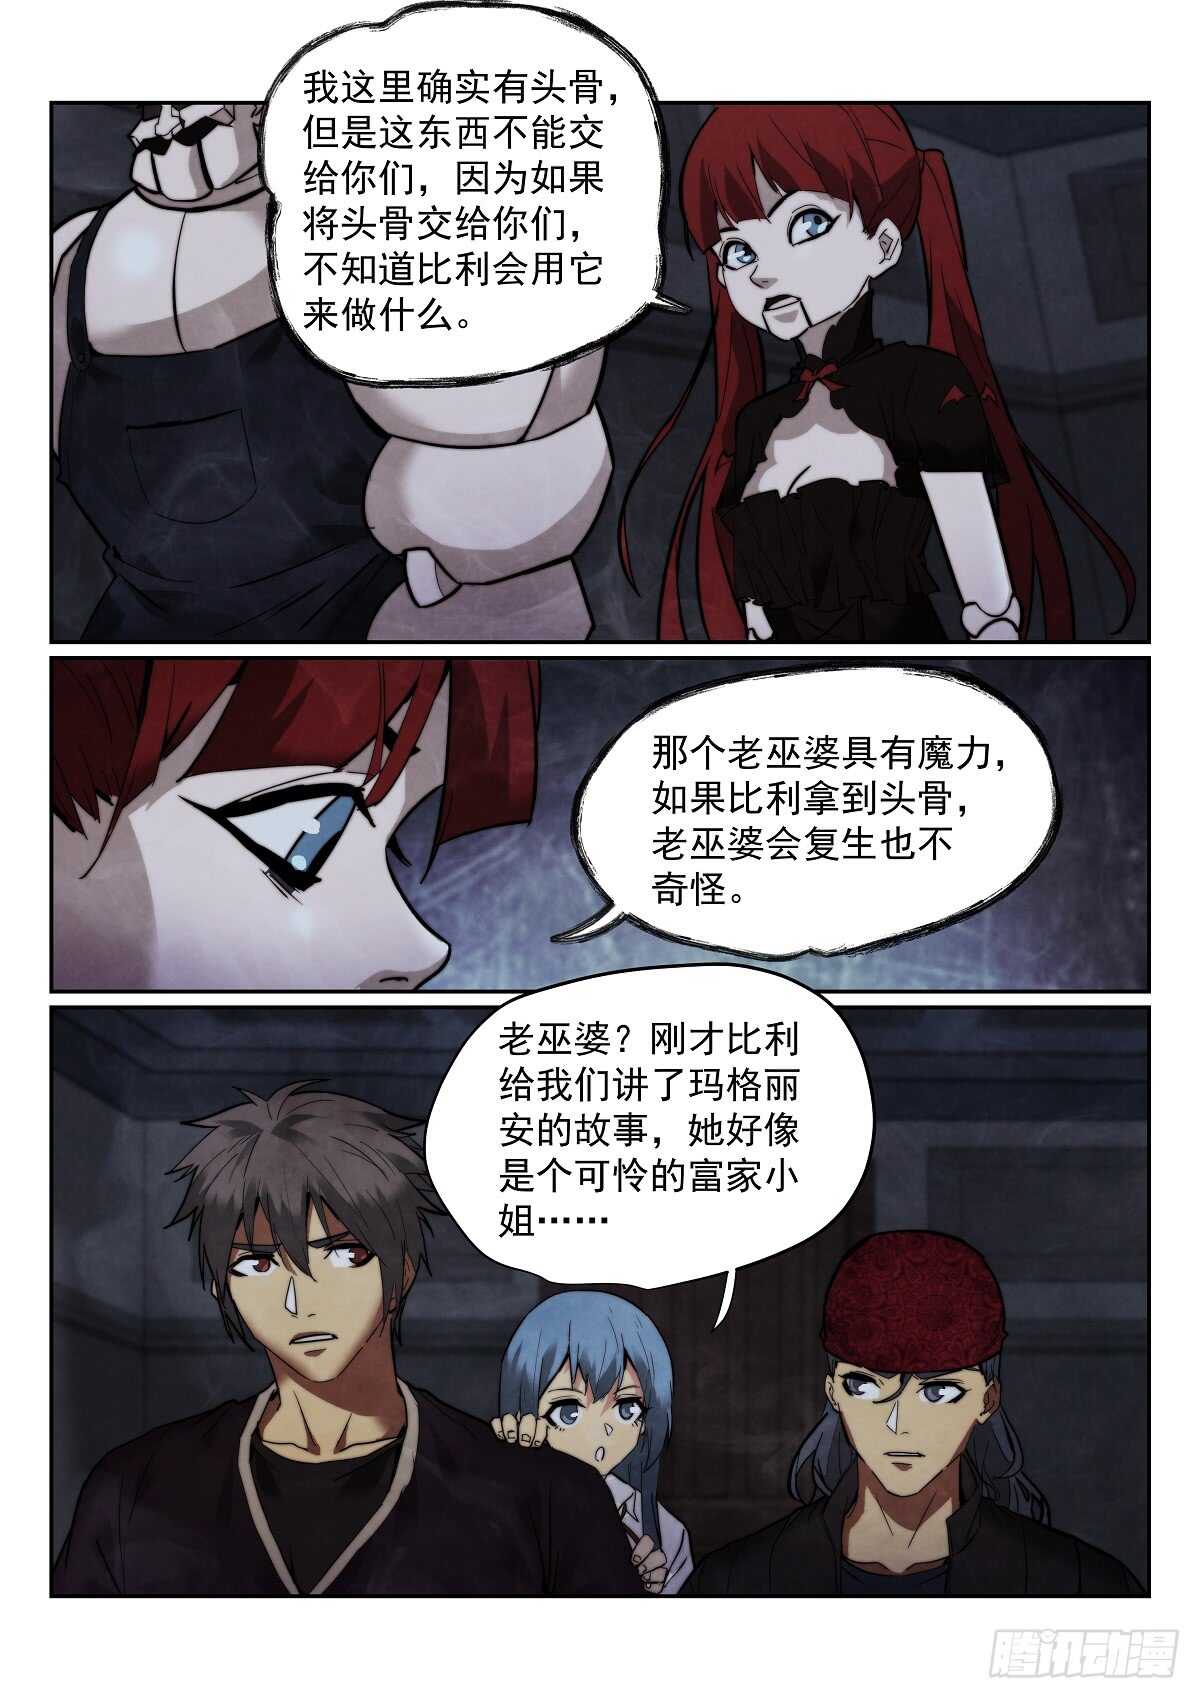 我这里确实有头骨，
但是这东西不能交
给你们，因为如果
将头骨交给你们，
不知道比利会用它
来做什么。
那个老巫婆具有魔力，
如果比利拿到头骨，
老巫婆会复生也不
奇怪。
老巫婆？刚才比利
给我们讲了玛格丽
安的故事，她好像
是个可怜的富家小
姐……
腾讯动漫